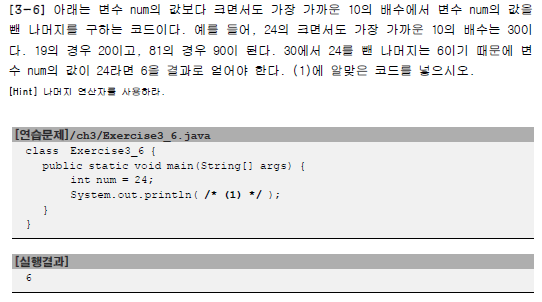 [3-6] 아래는 변수 num의 값보다 크면서도 가장 가까운 10의 배수에서 변수 num의 값을
뺀 나머지를 구하는 코드이다. 예를 들어, 24의 크면서도 가장 가까운 10의 배수는 30이
다. 19의 경우 20이고, 81의 경우 90이 된다. 30에서 24를 뺀 나머지는 6이기 때문에 변
수 num의 값이 24라면 6을 결과로 얻어야 한다. (1)에 알맞은 코드를 넣으시오.
[Hint] 나머지 연산자를 사용하라.
[연습문제]/ch3/Exercise3_6.java
class Exercise3_6 {
public static void main(String[] args) {
int num = 24;
System.out.println( /* (1) */ );
}
}
[실행결과]
6